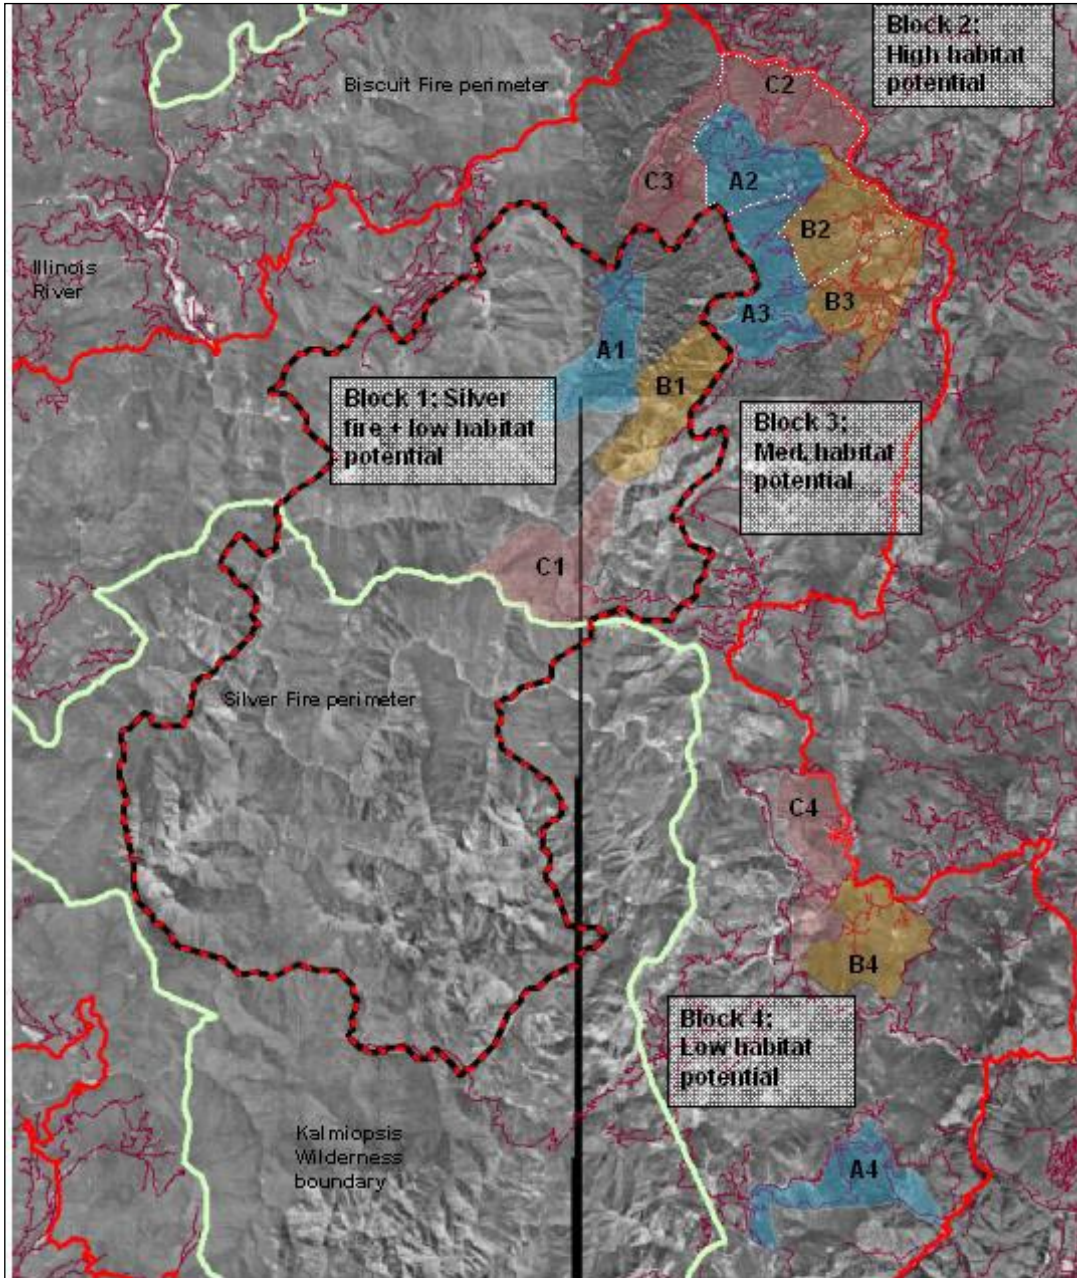 Block 2:
High habitat
potential
Biscuit Fire perimeter
C2
C3
A2
B2
Illinois
River
B3
A3
A1
B1
Block 1: Silver
fire + low habitat
potential
Block 3:
Med. habitat
potential
C1
Silver Fire perimeter
C4
B4
Block 4:
Low habitat
potential
Kalmiopsis
Wilderness
boundary
A4